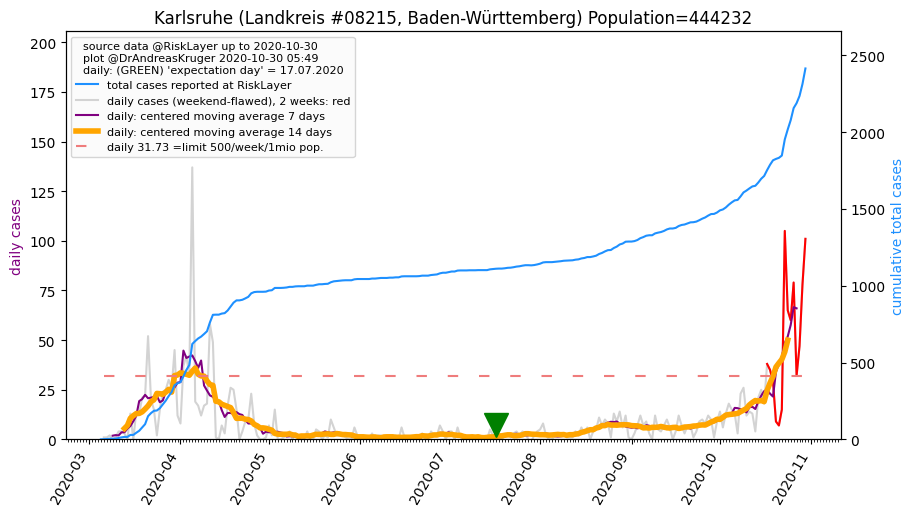 Karlsruhe (Landkreis #08215, Baden-Württemberg) Population=444232
source data @RiskLayer up to 2020-10-30
plot @DrAndreasKruger 2020-10-30 05:49
daily: (GREEN) 'expectation day' = 17.07.2020
total cases reported at RiskLayer
daily cases (weekend-flawed), 2 weeks: red
daily: centered moving average 7 days
daily: centered moving average 14 days
daily 31.73 =limit 500/week/1mio pop.
daily cases
200
175
150
125
100
75
50
25
0
cumulative total cases
2500
2000
1500
1000
500
0
2020-03
2020-04
2020-05
2020-06
2020-07
2020-08
2020-09
2020-10
2020-11